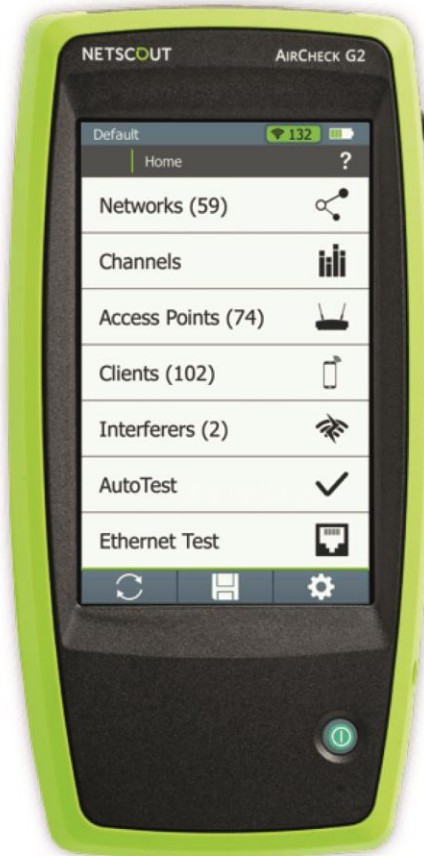 NETSCOUT AIRCHECK G2
Default 132
Home ?
Networks (59)
Channels
Access Points (74)
Clients (102)
Interferers (2)
AutoTest
Ethernet Test